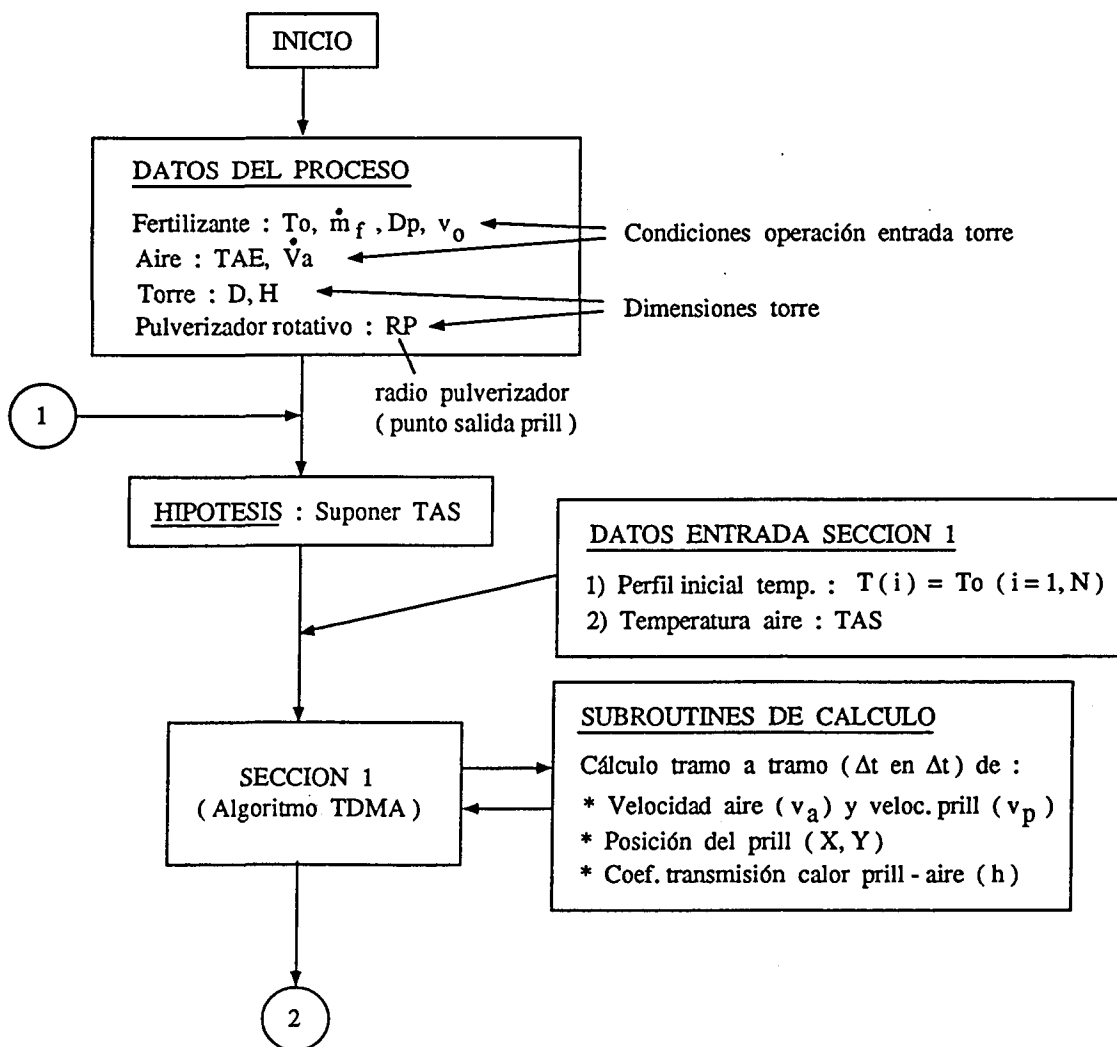 INICIO
DATOS DEL PROCESO
Fertilizante : To, ṁf , Dp, vo
Aire : TAE, V̇a
Torre : D, H
Pulverizador rotativo : RP
Condiciones operación entrada torre
Dimensiones torre
radio pulverizador
( punto salida prill )
1
HIPOTESIS : Suponer TAS
DATOS ENTRADA SECCION 1
1) Perfil inicial temp. : T ( i ) = To ( i = 1, N )
2) Temperatura aire : TAS
SECCION 1
( Algoritmo TDMA )
SUBROUTINES DE CALCULO
Cálculo tramo a tramo ( Δt en Δt ) de :
* Velocidad aire ( va ) y veloc. prill ( vp )
* Posición del prill ( X, Y )
* Coef. transmisión calor prill - aire ( h )
2